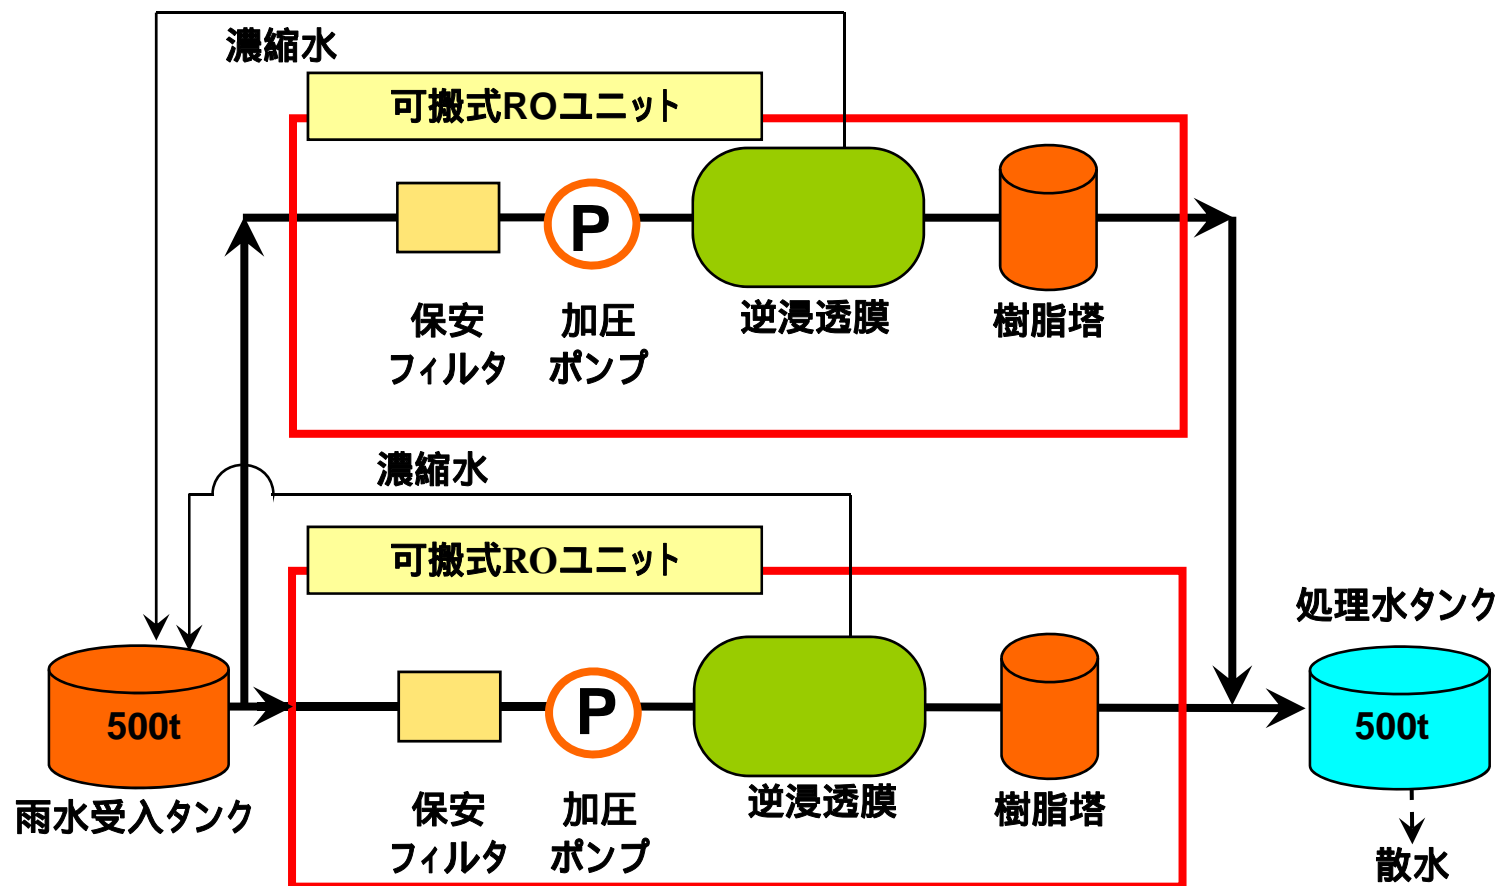 濃縮水
可搬式ROユニット
P
保安
フィルタ
加圧
ポンプ
逆浸透膜
樹脂塔
濃縮水
可搬式ROユニット
処理水タンク
500t
P
500t
雨水受入タンク
保安
フィルタ
加圧
ポンプ
逆浸透膜
樹脂塔
散水